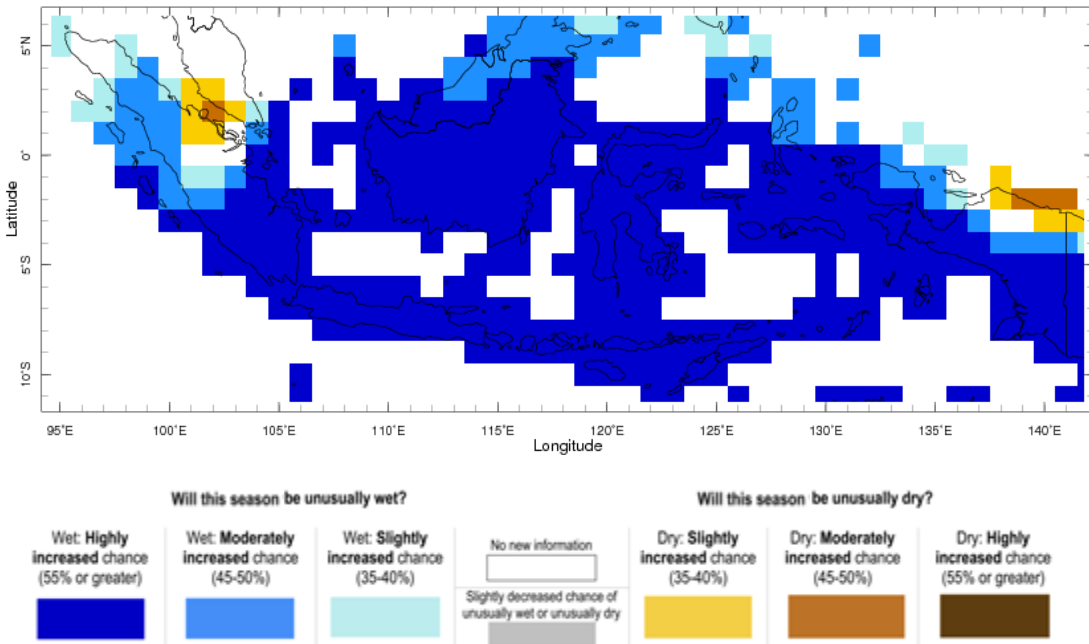 5°N
0°
5°S
10°S
Latitude
95°E 100°E 105°E 110°E 115°E 120°E 125°E 130°E 135°E 140°E
Longitude
Will this season be unusually wet?
Will this season be unusually dry?
Wet: Highly
increased chance
(55% or greater)
Wet: Moderately
increased chance
(45-50%)
Wet: Slightly
increased chance
(35-40%)
No new information
Slightly decreased chance of
unusually wet or unusually dry
Dry: Slightly
increased chance
(35-40%)
Dry: Moderately
increased chance
(45-50%)
Dry: Highly
increased chance
(55% or greater)